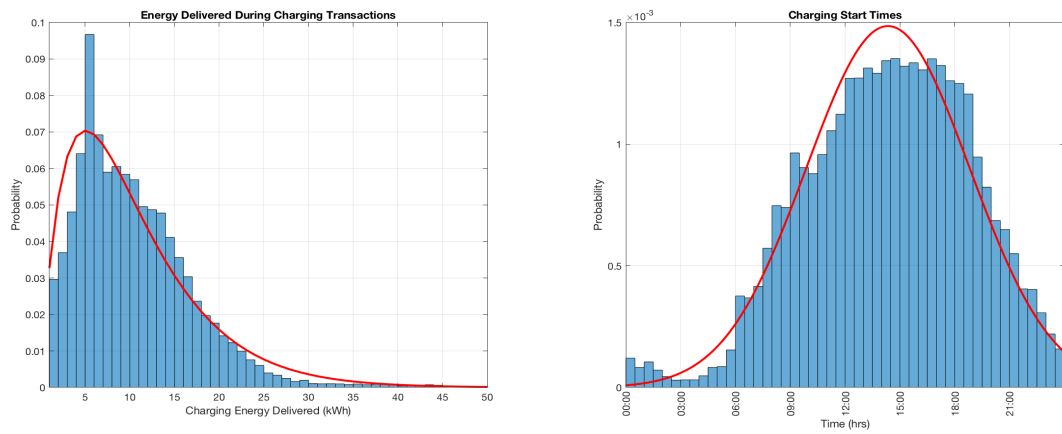 Energy Delivered During Charging Transactions
0.1
0.09
0.08
0.07
0.06
0.05
0.04
0.03
0.02
0.01
0
Probability
5 10 15 20 25 30 35 40 45 50
Charging Energy Delivered (kWh)
Charging Start Times
×10⁻³
1.5
1
0.5
0
Probability
00:00 03:00 06:00 09:00 12:00 15:00 18:00 21:00
Time (hrs)